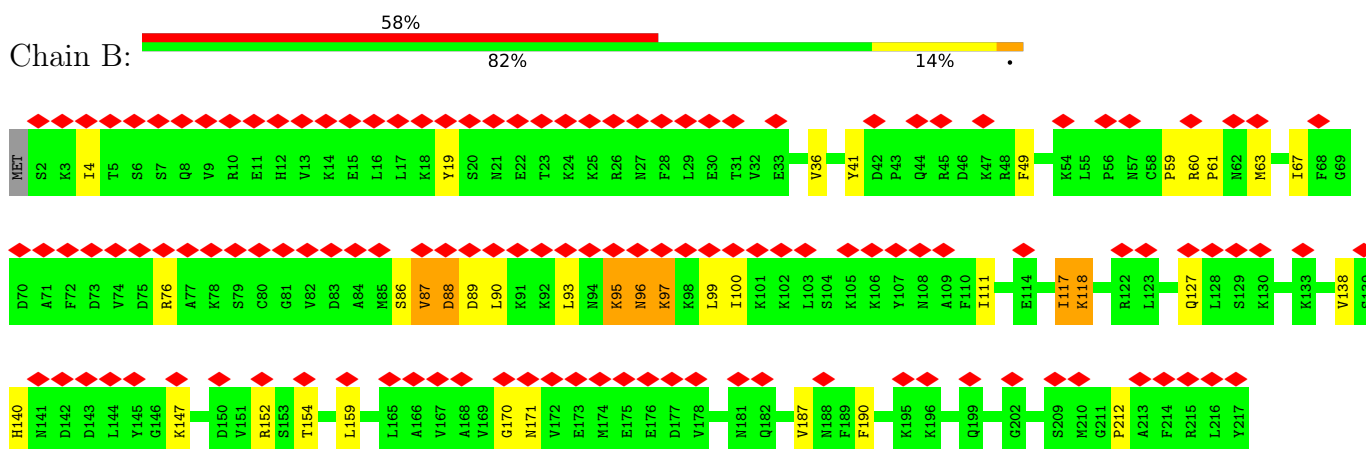 58%
Chain B:
82% 14% •
MET S2 K3 I4 T5 S6 S7 Q8 V9 R10 E11 H12 V13 K14 E15 L16 L17 K18 Y19 S20 N21 E22 T23 K24 K25 R26 N27 F28 L29 E30 T31 V32 E33 V36 Y41 D42 P43 Q44 R45 D46 K47 R48 F49 K54 L55 P56 N57 C58 P59 R60 P61 N62 M63 I67 F68 G69
D70 A71 F72 D73 V74 D75 R76 A77 K78 S79 C80 G81 V82 D83 A84 M85 S86 V87 D88 D89 L90 K91 K92 L93 N94 K95 N96 K97 K98 L99 I100 K101 K102 L103 S104 K105 K106 Y107 N108 A109 F110 I111 E114 I117 K118 R122 L123 Q127 L128 S129 K130 K133 V138 S139
H140 N141 D142 D143 L144 Y145 G146 K147 D150 V151 R152 S153 T154 L159 L165 A166 V167 A168 V169 G170 N171 V172 E173 M174 E175 E176 D177 V178 N181 Q182 V187 N188 F189 F190 K195 K196 Q199 G202 S209 M210 G211 P212 A213 F214 R215 L216 Y217